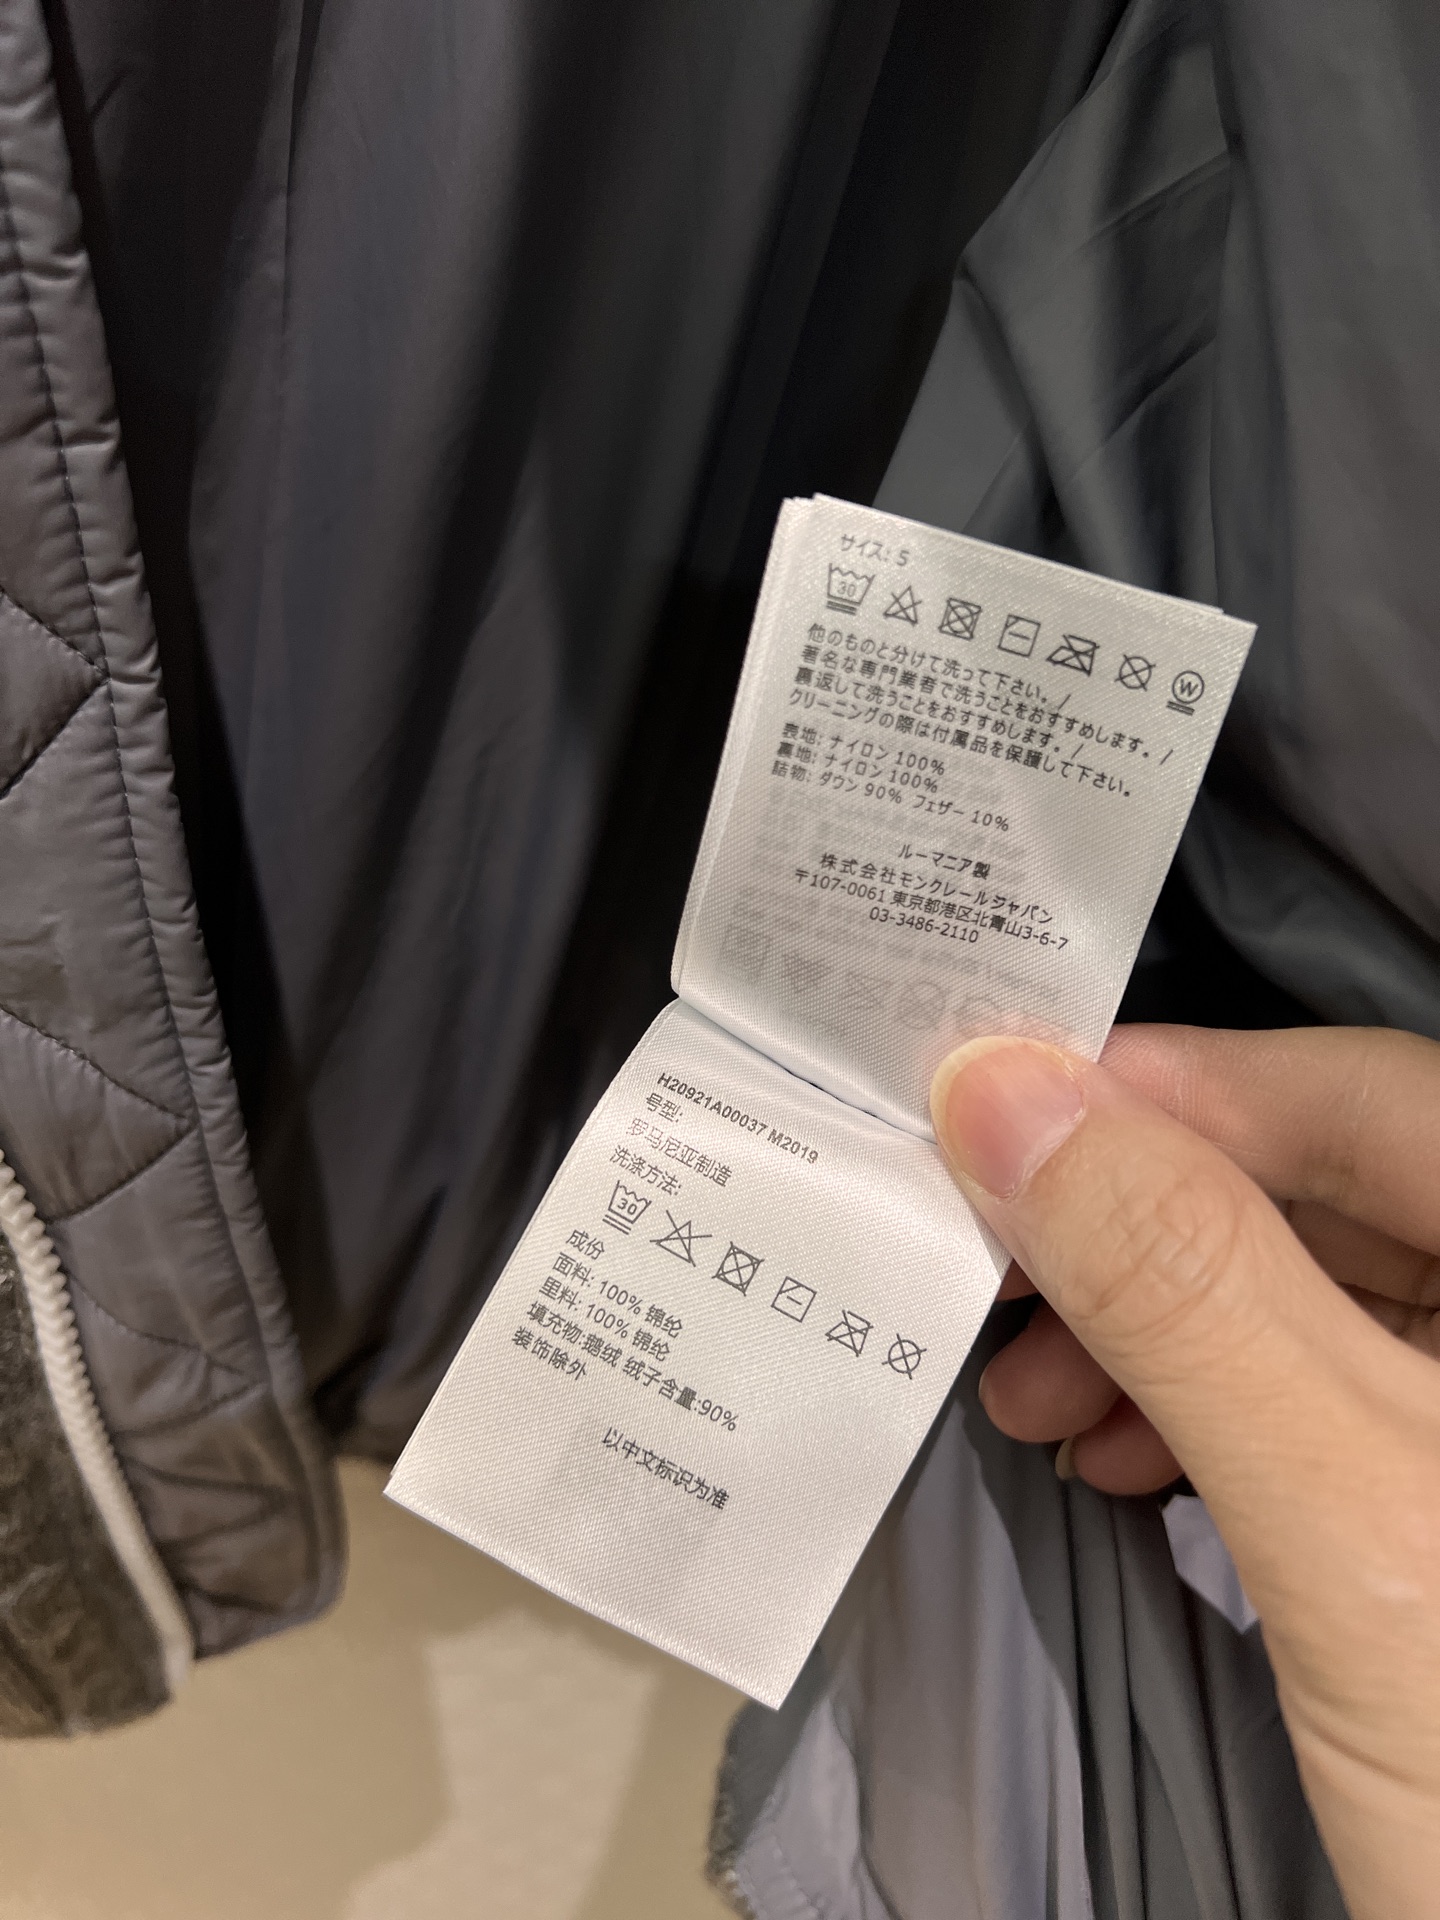 サイズ: 5
30
W
他のものと分けて洗って下さい。/
著名な専門業者で洗うことをおすすめします。/
裏返して洗うことをおすすめします。/
クリーニングの際は付属品を保護して下さい。
表地: ナイロン 100%
裏地: ナイロン 100%
詰物: ダウン 90% フェザー 10%
ルーマニア製
株式会社モンクレールジャパン
〒107-0061 東京都港区北青山3-6-7
03-3486-2110
H20921A00037 M2019
号型:
罗马尼亚制造
洗涤方法:
30
成份
面料: 100% 锦纶
里料: 100% 锦纶
填充物:鹅绒 绒子含量:90%
装饰除外
以中文标识为准